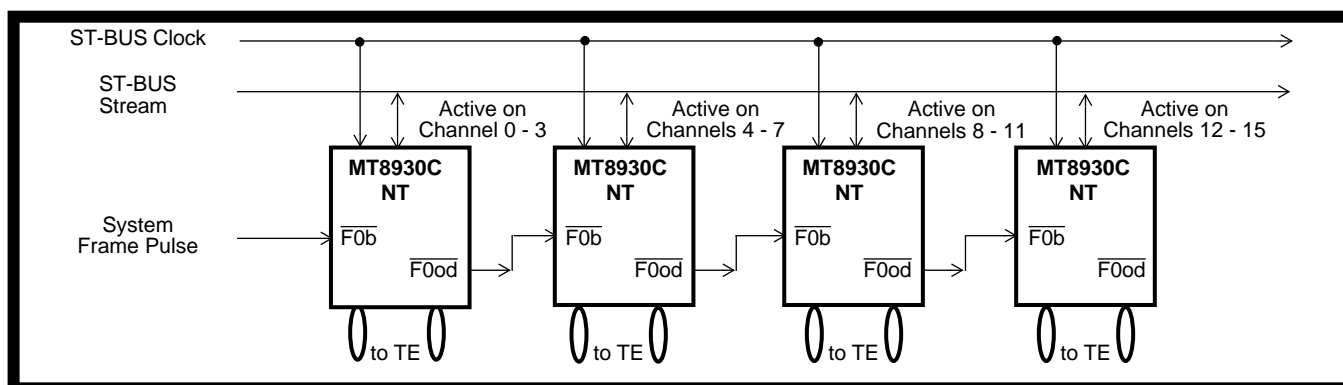 ST-BUS Clock
ST-BUS
Stream
Active on
Channel 0 - 3
Active on
Channels 4 - 7
Active on
Channels 8 - 11
Active on
Channels 12 - 15
MT8930C
NT
MT8930C
NT
MT8930C
NT
MT8930C
NT
System
Frame Pulse
F0b
F0od
F0b
F0od
F0b
F0od
F0b
F0od
to TE
to TE
to TE
to TE